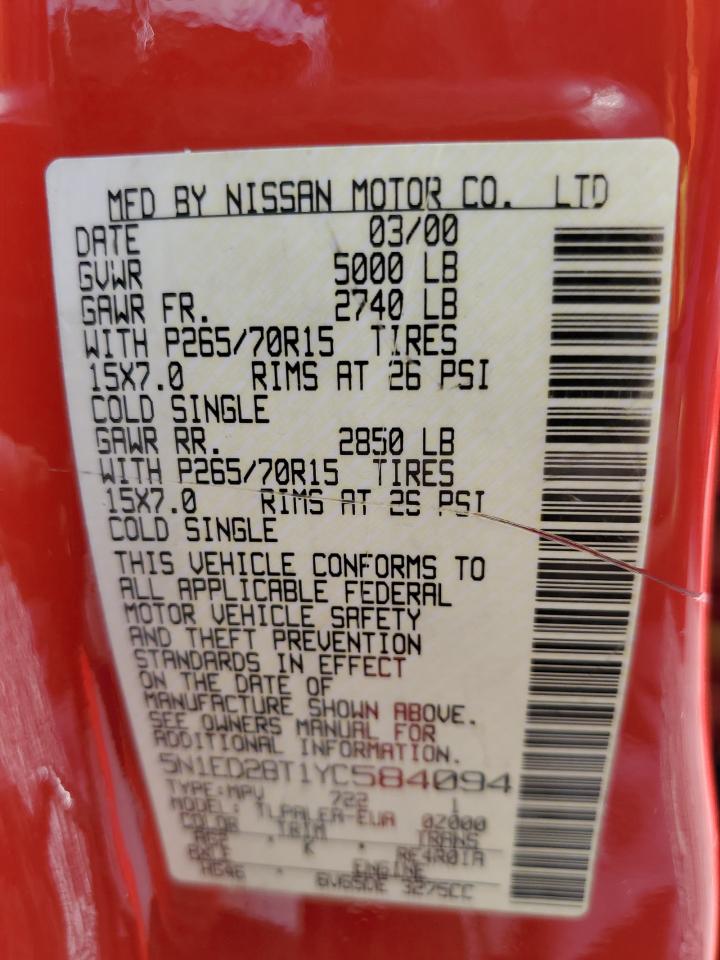 MFD BY NISSAN MOTOR CO. LTD
DATE 03/00
GVWR 5000 LB
GAWR FR. 2740 LB
WITH P265/70R15 TIRES
15X7.0 RIMS AT 26 PSI
COLD SINGLE
GAWR RR. 2850 LB
WITH P265/70R15 TIRES
15X7.0 RIMS AT 26 PSI
COLD SINGLE
THIS VEHICLE CONFORMS TO
ALL APPLICABLE FEDERAL
MOTOR VEHICLE SAFETY
AND THEFT PREVENTION
STANDARDS IN EFFECT
ON THE DATE OF
MANUFACTURE SHOWN ABOVE.
SEE OWNERS MANUAL FOR
ADDITIONAL INFORMATION.
5N1ED28T1YC584094
TYPE:MPV 722 1
MODEL: 02000
COLOR TRIM TRANS
K RE4R01A
ENGINE
3275CC